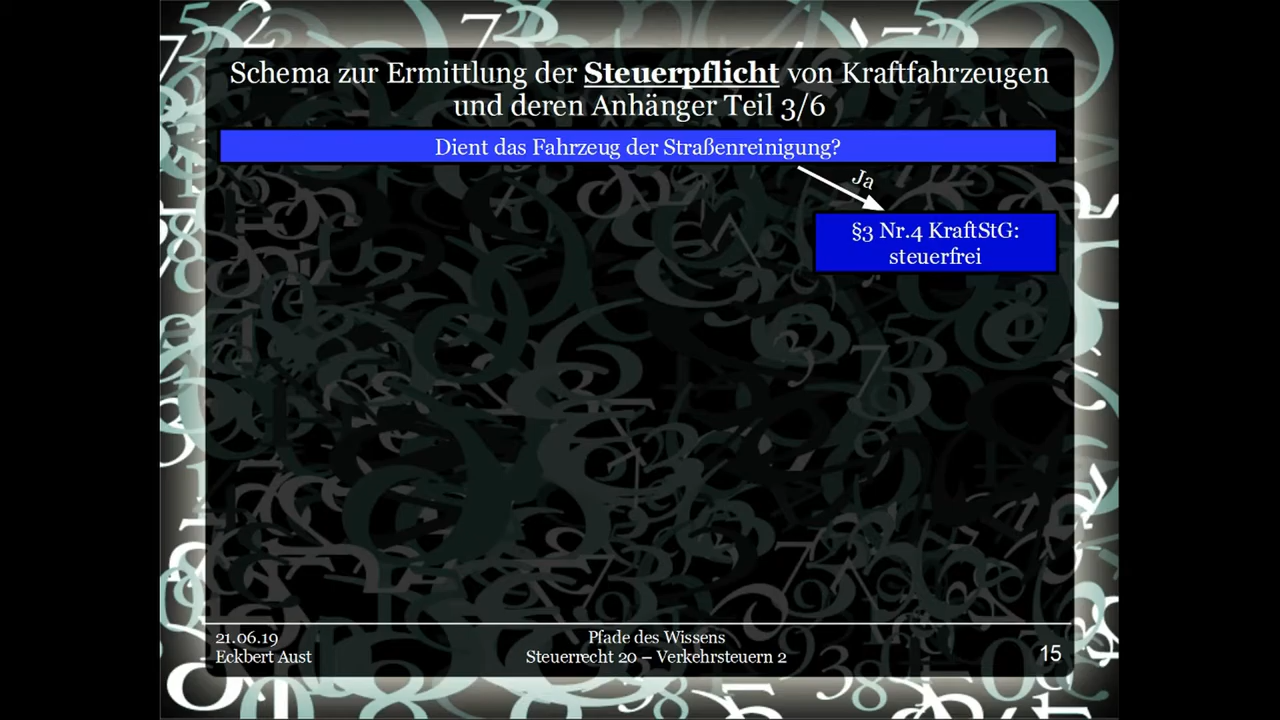 Schema zur Ermittlung der Steuerpflicht von Kraftfahrzeugen
und deren Anhänger Teil 3/6
Dient das Fahrzeug der Straßenreinigung?
Ja
§3 Nr.4 KraftStG:
steuerfrei
21.06.19
Eckbert Aust
Pfade des Wissens
Steuerrecht 20 – Verkehrsteuern 2
15